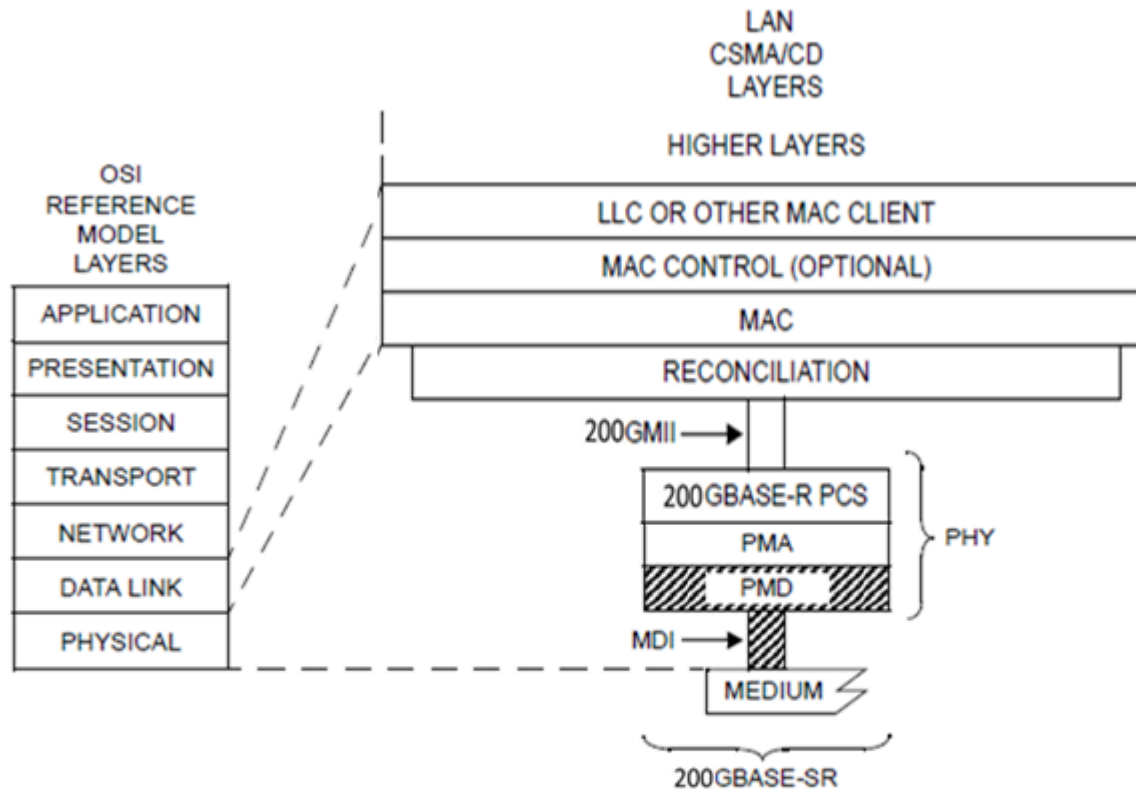 LAN
CSMA/CD
LAYERS
HIGHER LAYERS
OSI
REFERENCE
MODEL
LAYERS
LLC OR OTHER MAC CLIENT
MAC CONTROL (OPTIONAL)
MAC
RECONCILIATION
APPLICATION
PRESENTATION
SESSION
TRANSPORT
NETWORK
DATA LINK
PHYSICAL
200GMII
200GBASE-R PCS
PMA
PMD
PHY
MDI
MEDIUM
200GBASE-SR